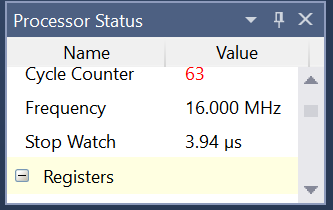 Processor Status
Name Value
Cycle Counter 63
Frequency 16.000 MHz
Stop Watch 3.94 µs
Registers